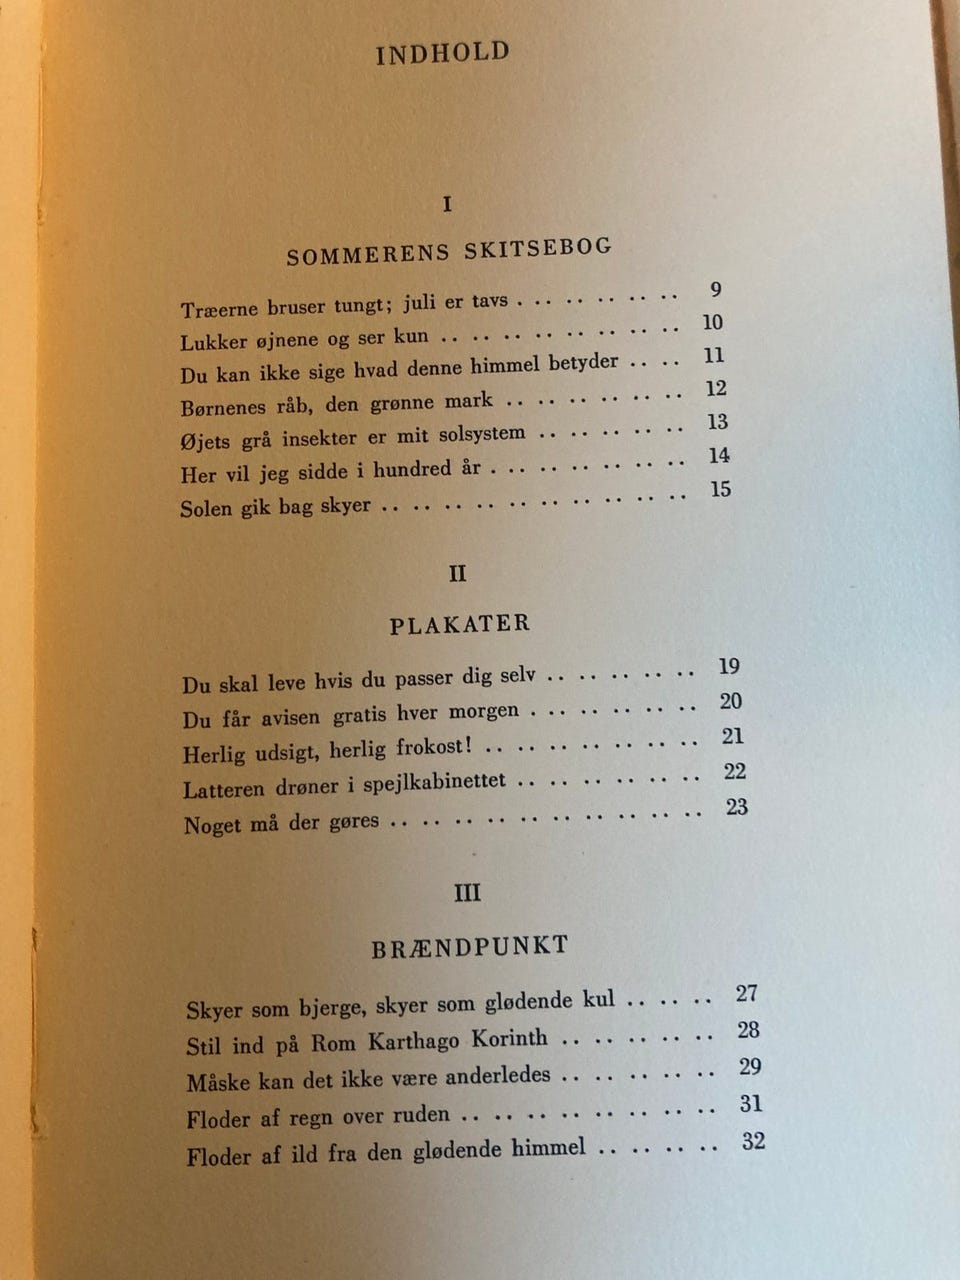 INDHOLD
I
SOMMERENS SKITSEBOG
Træerne bruser tungt; juli er tavs . .. .. .. .. .. 9
Lukker øjnene og ser kun .. .. .. .. .. .. .. .. 10
Du kan ikke sige hvad denne himmel betyder .. .. 11
Børnenes råb, den grønne mark .. .. .. .. .. .. 12
Øjets grå insekter er mit solsystem .. .. .. .. .. 13
Her vil jeg sidde i hundred år . .. .. .. .. .. .. 14
Solen gik bag skyer .. .. .. .. .. .. .. .. .. .. 15
II
PLAKATER
Du skal leve hvis du passer dig selv .. .. .. .. .. 19
Du får avisen gratis hver morgen . .. .. .. .. .. 20
Herlig udsigt, herlig frokost! .. .. .. .. .. .. .. 21
Latteren drøner i spejlkabinettet .. .. .. .. .. .. 22
Noget må der gøres .. .. .. .. .. .. .. .. .. .. 23
III
BRÆNDPUNKT
Skyer som bjerge, skyer som glødende kul .. .. .. 27
Stil ind på Rom Karthago Korinth .. .. .. .. .. 28
Måske kan det ikke være anderledes .. .. .. .. .. 29
Floder af regn over ruden .. .. .. .. .. .. .. .. 31
Floder af ild fra den glødende himmel .. .. .. .. 32